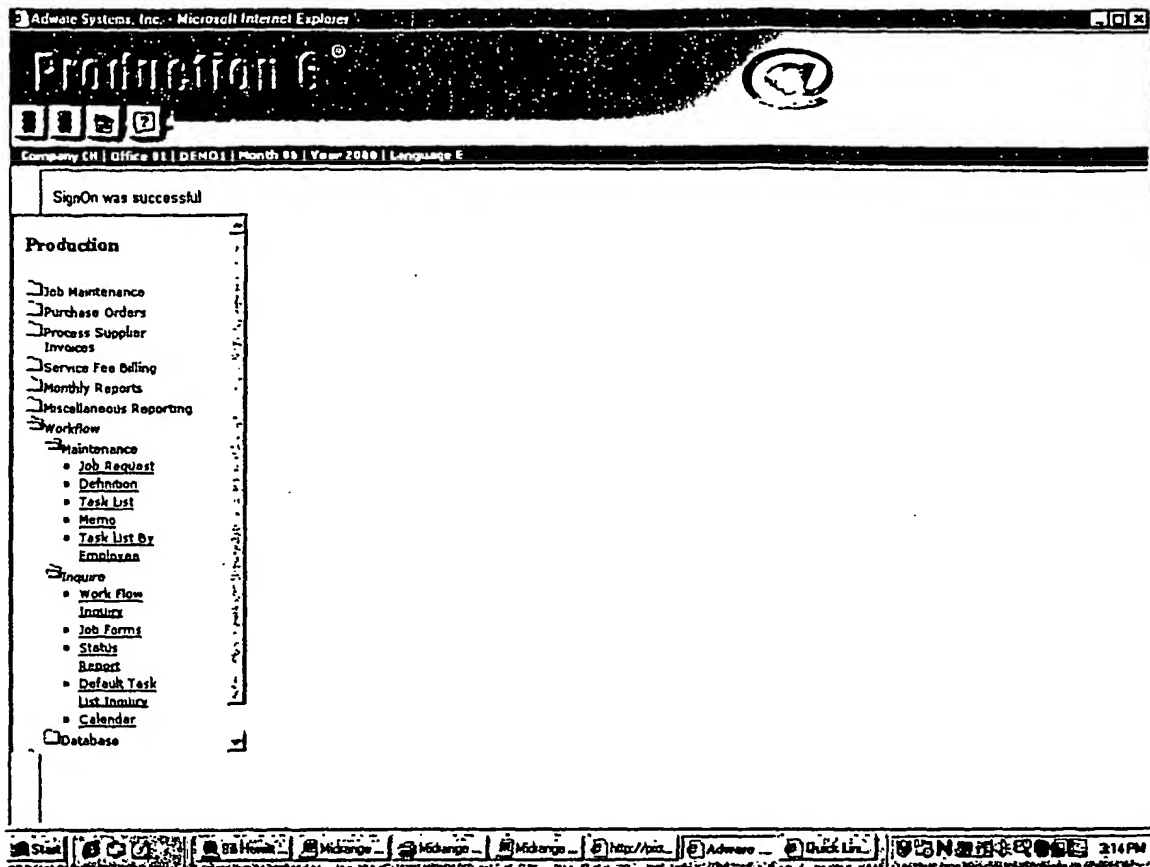 Adware Systems, Inc. - Microsoft Internet Explorer
Production 6®
Company CH | Office 01 | DEMO1 | Month 08 | Year 2000 | Language E
SignOn was successful
Production
Job Maintenance
Purchase Orders
Process Supplier
Invoices
Service Fee Billing
Monthly Reports
Miscellaneous Reporting
Workflow
Maintenance
Job Request
Definition
Task List
Memo
Task List By
Employee
Inquire
Work Flow
Inquiry
Job Forms
Status
Report
Default Task
List Inquiry
Calendar
Database
Start
Midrange ...
Midrange ...
Midrange ...
Adware ...
Quick Lin...
2:14 PM